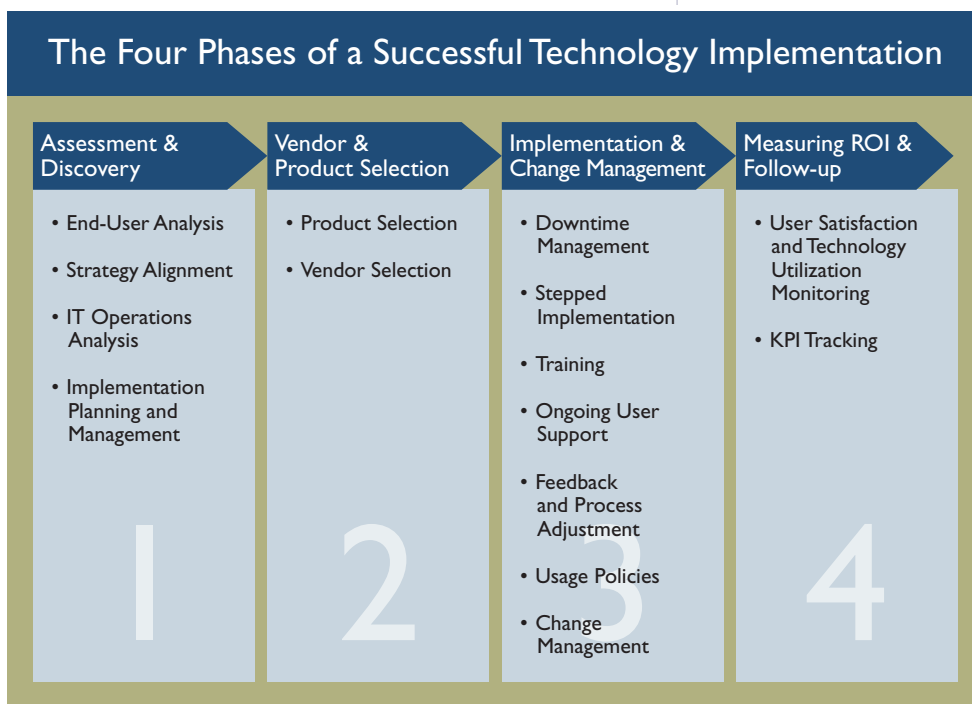 The Four Phases of a Successful Technology Implementation
Assessment &
Discovery
• End-User Analysis
• Strategy Alignment
• IT Operations
Analysis
• Implementation
Planning and
Management
1
Vendor &
Product Selection
• Product Selection
• Vendor Selection
2
Implementation &
Change Management
• Downtime
Management
• Stepped
Implementation
• Training
• Ongoing User
Support
• Feedback
and Process
Adjustment
• Usage Policies
• Change
Management
3
Measuring ROI &
Follow-up
• User Satisfaction
and Technology
Utilization
Monitoring
• KPI Tracking
4